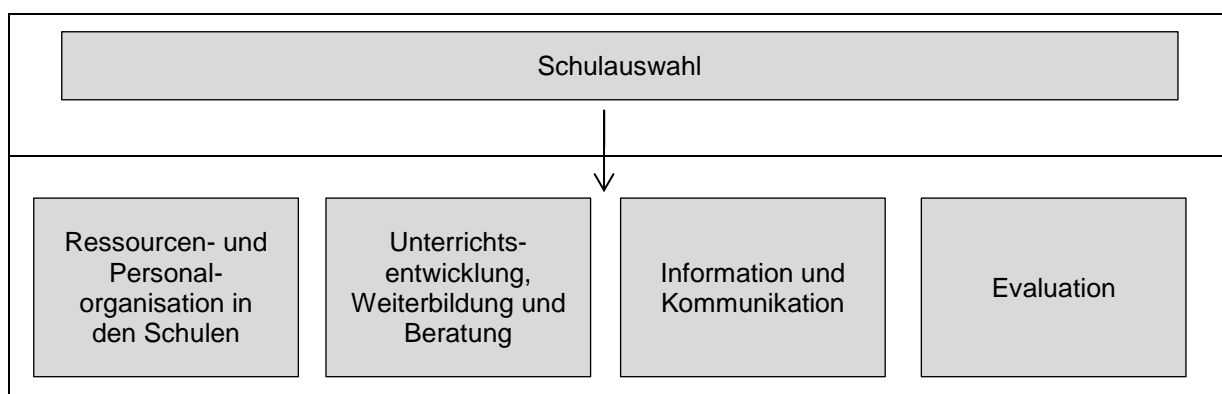 Schulauswahl
Ressourcen- und
Personal-
organisation in
den Schulen
Unterrichts-
entwicklung,
Weiterbildung und
Beratung
Information und
Kommunikation
Evaluation